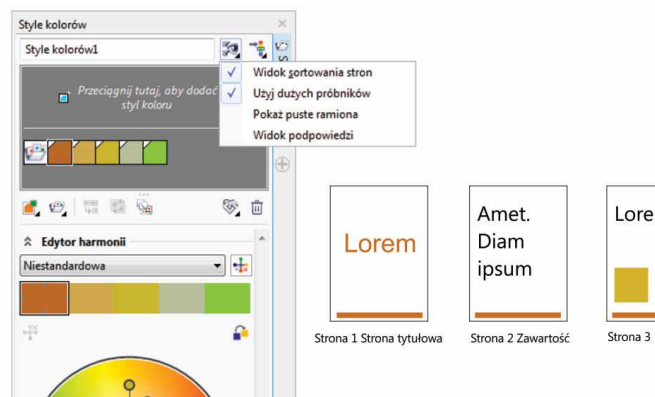 Style kolorów
Style kolorów1
Widok sortowania stron
Użyj dużych próbników
Pokaż puste ramiona
Widok podpowiedzi
Przeciągnij tutaj, aby dodać
styl koloru
Edytor harmonii
Niestandardowa
Lorem
Amet.
Diam
ipsum
Lore
Strona 1 Strona tytułowa
Strona 2 Zawartość
Strona 3